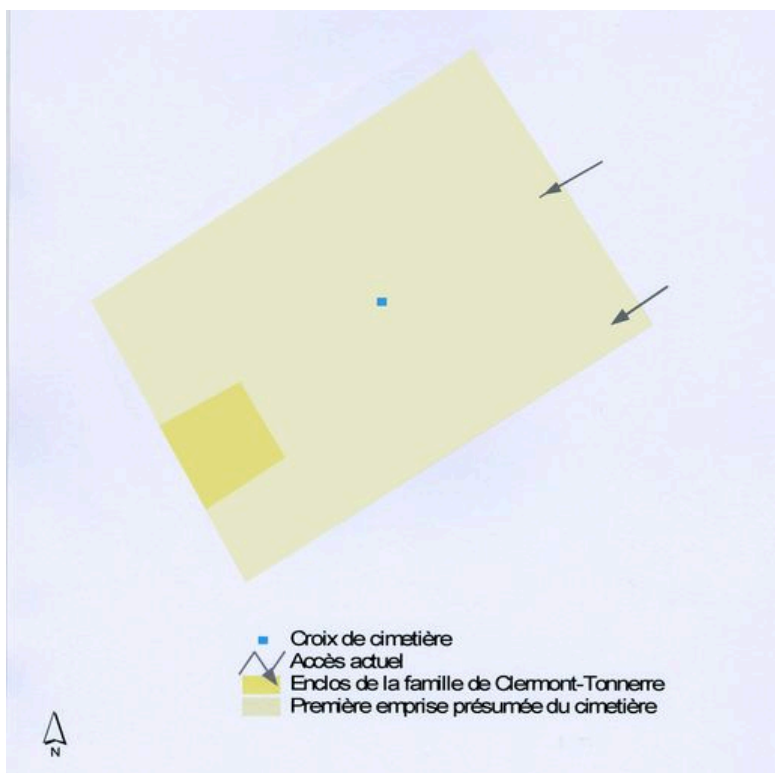 Croix de cimetière
Accès actuel
Enclos de la famille de Clermont-Tonnerre
Première emprise présumée du cimetière
N